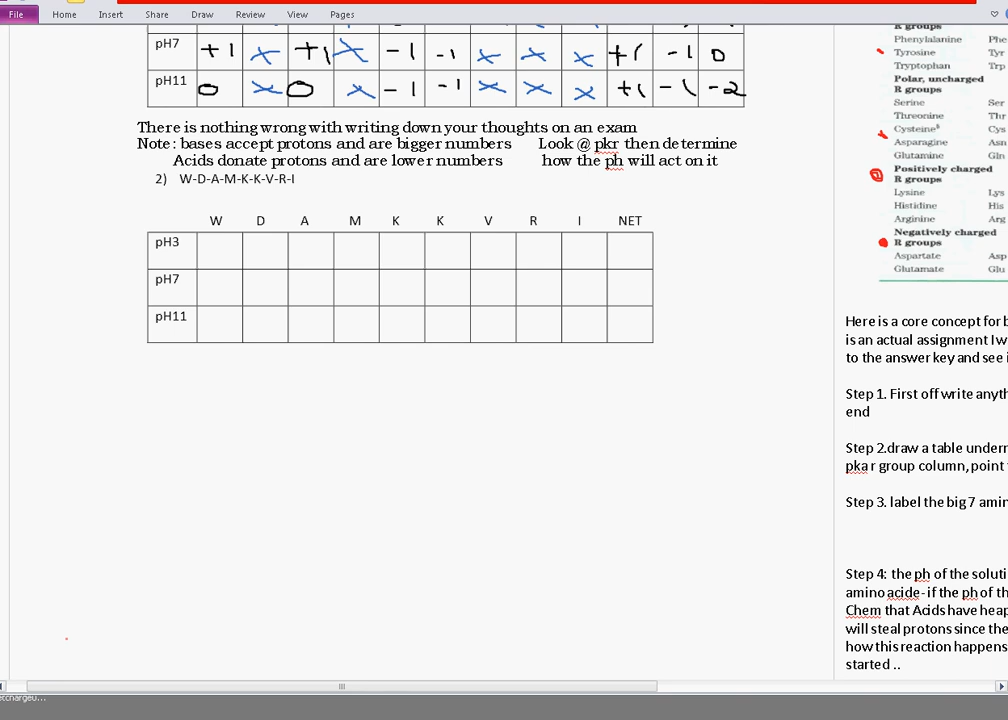 File Home Insert Share Draw Review View Pages
pH7 +1 x +1 x -1 -1 x x x +1 -1 0
pH11 0 x 0 x -1 -1 x x x +1 -1 -2
There is nothing wrong with writing down your thoughts on an exam
Note : bases accept protons and are bigger numbers Look @ pkr then determine
Acids donate protons and are lower numbers how the ph will act on it
2) W-D-A-M-K-K-V-R-I
W D A M K K V R I NET
pH3
pH7
pH11
R groups
Phenylalanine Phe
Tyrosine Tyr
Tryptophan Trp
Polar, uncharged
R groups
Serine Ser
Threonine Thr
Cysteine Cys
Asparagine Asn
Glutamine Gln
Positively charged
R groups
Lysine Lys
Histidine His
Arginine Arg
Negatively charged
R groups
Aspartate Asp
Glutamate Glu
Here is a core concept for b
is an actual assignment I w
to the answer key and see i
Step 1. First off write anyth
end
Step 2.draw a table undern
pka r group column, point
Step 3. label the big 7 amin
Step 4: the ph of the soluti
amino acide- if the ph of th
Chem that Acids have heap
will steal protons since the
how this reaction happens
started ..